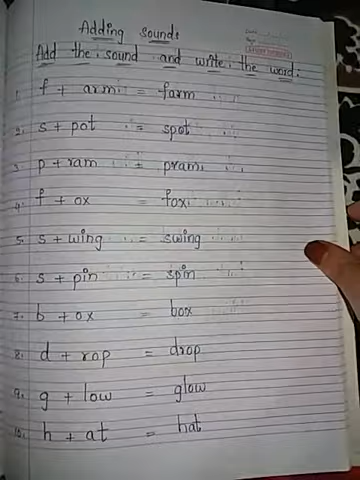 Adding sounds
Add the sound and write the word.
1. f + arm = farm
2. s + pot = spot
3. p + ram = pram
4. f + ox = fox
5. s + wing = swing
6. s + pin = spin
7. b + ox = box
8. d + rop = drop
9. g + low = glow
10. h + at = hat